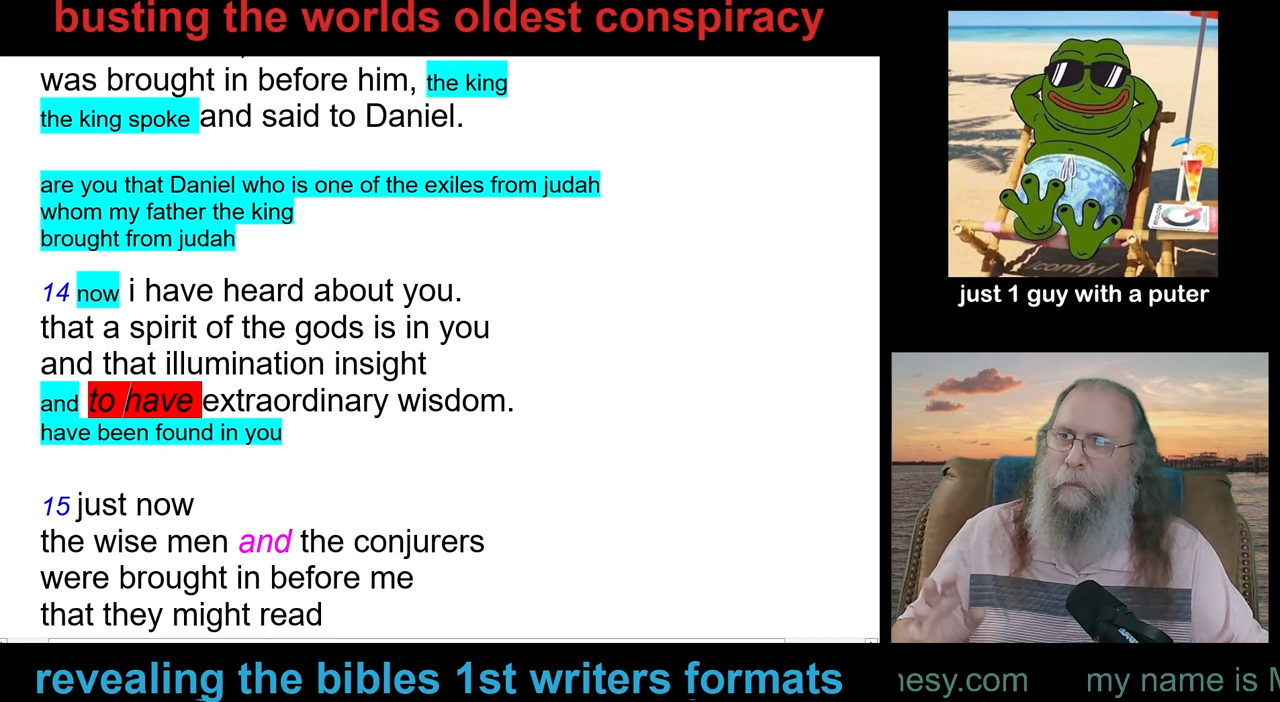 busting the worlds oldest conspiracy
was brought in before him, the king
the king spoke and said to Daniel.
are you that Daniel who is one of the exiles from judah
whom my father the king
brought from judah
14 now i have heard about you.
that a spirit of the gods is in you
and that illumination insight
and to have extraordinary wisdom.
have been found in you
15 just now
the wise men and the conjurers
were brought in before me
that they might read
just 1 guy with a puter
revealing the bibles 1st writers formats
hesy.com my name is M